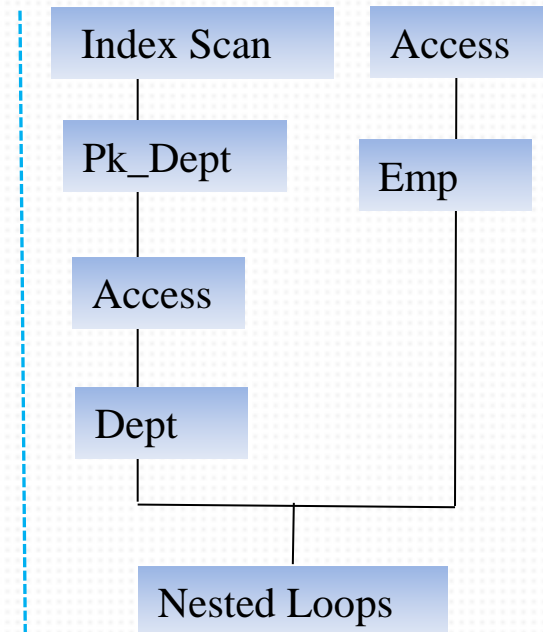 Index Scan
Access
Pk_Dept
Emp
Access
Dept
Nested Loops